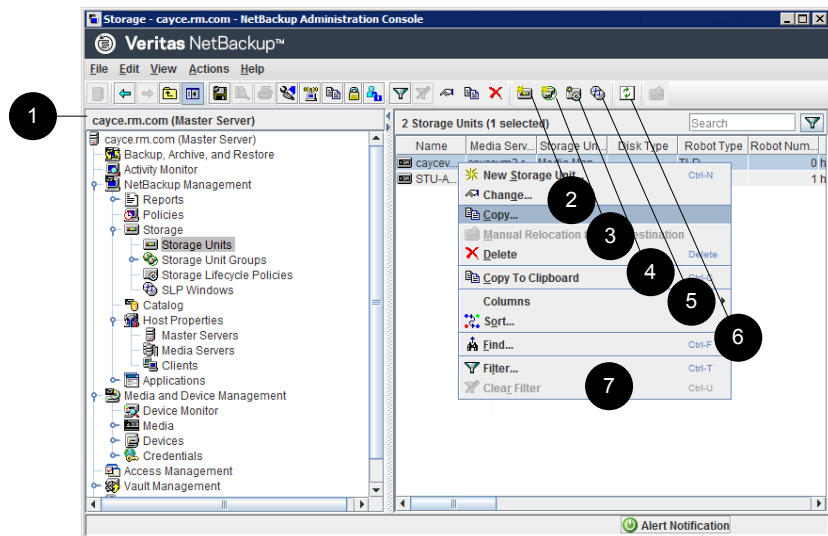 Storage - cayce.rm.com - NetBackup Administration Console
Veritas NetBackup™
File Edit View Actions Help
1
cayce.rm.com (Master Server)
cayce.rm.com (Master Server)
Backup, Archive, and Restore
Activity Monitor
NetBackup Management
Reports
Policies
Storage
Storage Units
Storage Unit Groups
Storage Lifecycle Policies
SLP Windows
Catalog
Host Properties
Master Servers
Media Servers
Clients
Applications
Media and Device Management
Device Monitor
Media
Devices
Credentials
Access Management
Vault Management
2 Storage Units (1 selected)
Search
Name Media Serv... Storage Un... Disk Type Robot Type Robot Num...
caycev... TLD 0 h
STU-A... 1 h
New Storage Unit... Ctrl-N
Change...
2
Copy...
Manual Relocation
3
Delete Delete
4
Copy To Clipboard
5
Columns
6
Sort...
Find... Ctrl-F
Filter... Ctrl-T
7
Clear Filter Ctrl-U
Alert Notification